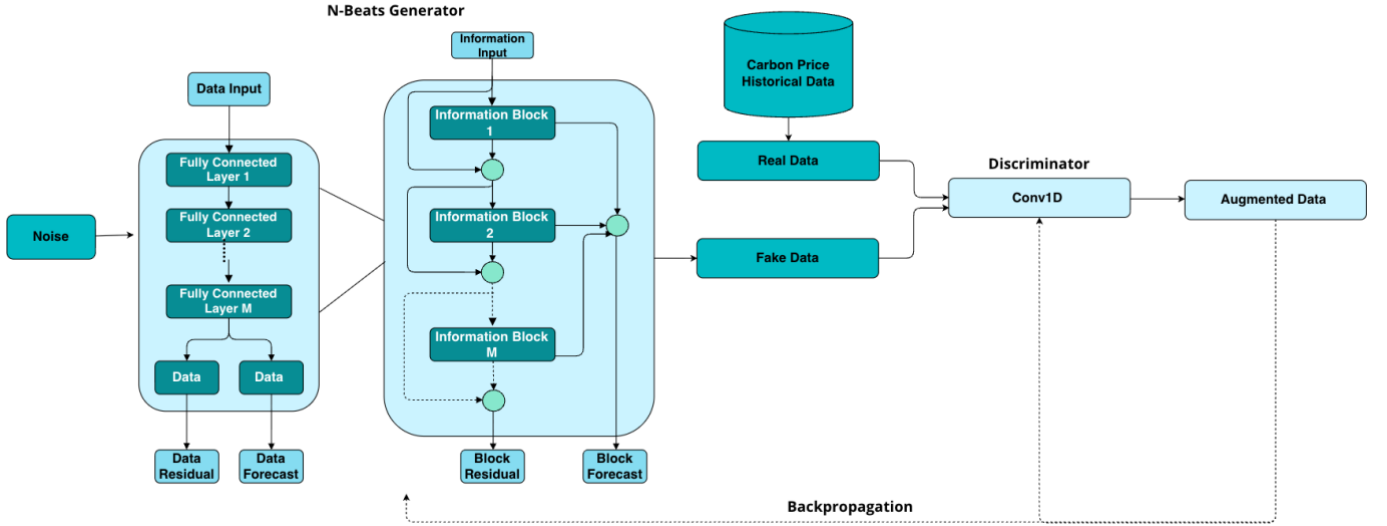 N-Beats Generator
Data Input
Fully Connected
Layer 1
Fully Connected
Layer 2
Fully Connected
Layer M
Data
Data
Data
Residual
Data
Forecast
Noise
Information
Input
Information Block
1
Information Block
2
Information Block
M
Block
Residual
Block
Forecast
Carbon Price
Historical Data
Real Data
Fake Data
Discriminator
Conv1D
Augmented Data
Backpropagation